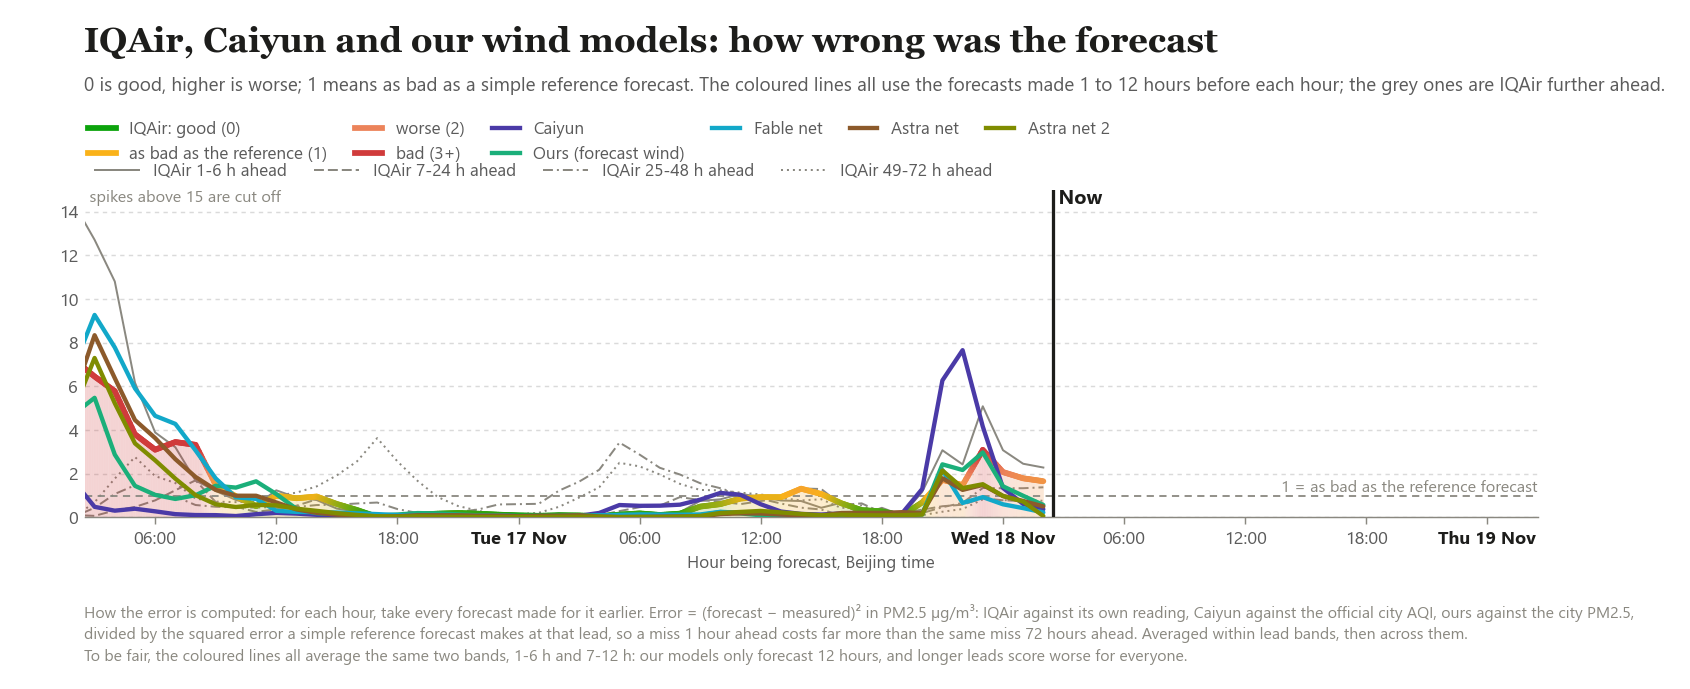 IQAir, Caiyun and our wind models: how wrong was the forecast
0 is good, higher is worse; 1 means as bad as a simple reference forecast. The coloured lines all use the forecasts made 1 to 12 hours before each hour; the grey ones are IQAir further ahead.
IQAir: good (0) worse (2) Caiyun Fable net Astra net Astra net 2
as bad as the reference (1) bad (3+) Ours (forecast wind)
IQAir 1-6 h ahead IQAir 7-24 h ahead IQAir 25-48 h ahead IQAir 49-72 h ahead
spikes above 15 are cut off
Now
14
12
10
8
6
4
2
0
1 = as bad as the reference forecast
06:00 12:00 18:00 Tue 17 Nov 06:00 12:00 18:00 Wed 18 Nov 06:00 12:00 18:00 Thu 19 Nov
Hour being forecast, Beijing time
How the error is computed: for each hour, take every forecast made for it earlier. Error = (forecast − measured)² in PM2.5 µg/m³: IQAir against its own reading, Caiyun against the official city AQI, ours against the city PM2.5,
divided by the squared error a simple reference forecast makes at that lead, so a miss 1 hour ahead costs far more than the same miss 72 hours ahead. Averaged within lead bands, then across them.
To be fair, the coloured lines all average the same two bands, 1-6 h and 7-12 h: our models only forecast 12 hours, and longer leads score worse for everyone.